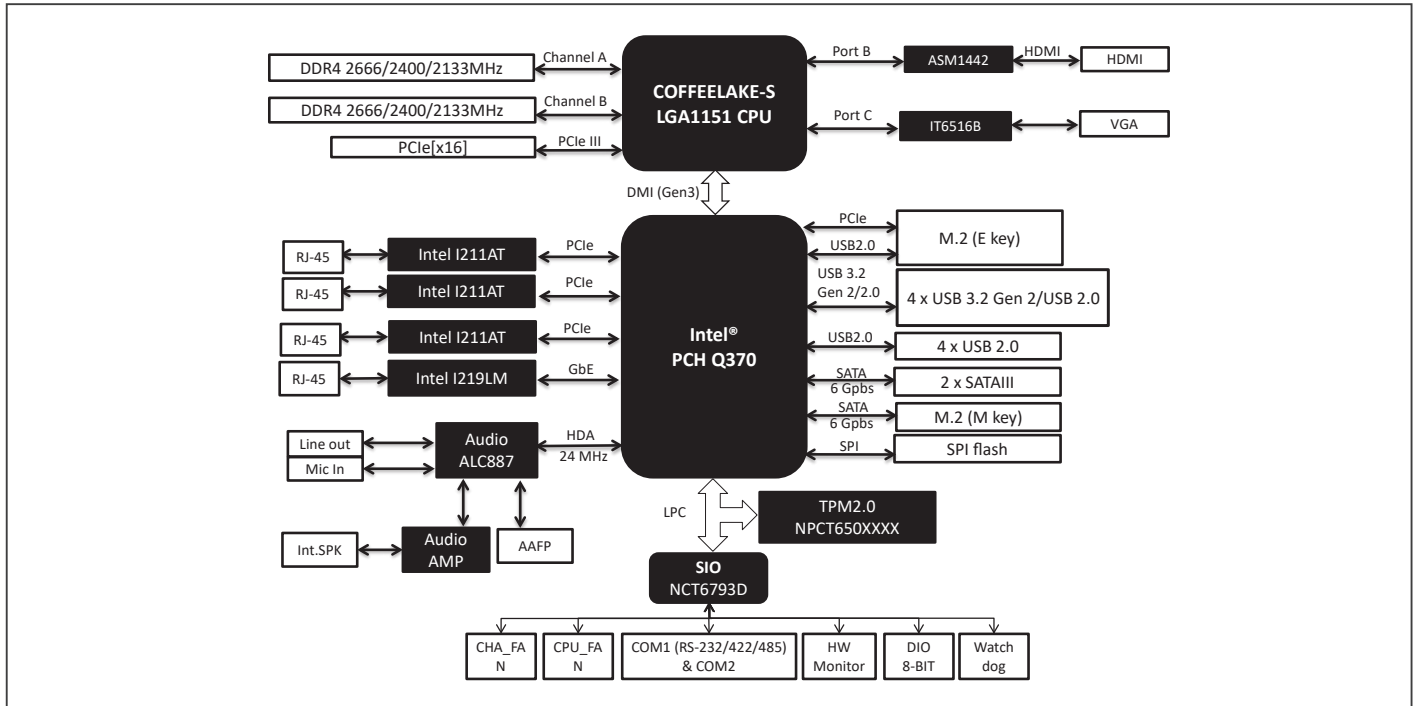 DDR4 2666/2400/2133MHz
Channel A
DDR4 2666/2400/2133MHz
Channel B
PCIe[x16]
PCIe III
COFFEELAKE-S
LGA1151 CPU
Port B
ASM1442
HDMI
HDMI
Port C
IT6516B
VGA
DMI (Gen3)
RJ-45
Intel I211AT
PCIe
RJ-45
Intel I211AT
PCIe
RJ-45
Intel I211AT
PCIe
RJ-45
Intel I219LM
GbE
Intel®
PCH Q370
PCIe
USB2.0
M.2 (E key)
USB 3.2
Gen 2/2.0
4 x USB 3.2 Gen 2/USB 2.0
USB2.0
4 x USB 2.0
SATA
6 Gpbs
2 x SATAIII
SATA
6 Gpbs
M.2 (M key)
SPI
SPI flash
Line out
Mic In
Audio
ALC887
HDA
24 MHz
Int.SPK
Audio
AMP
AAFP
LPC
TPM2.0
NPCT650XXXX
SIO
NCT6793D
CHA_FA
N
CPU_FA
N
COM1 (RS-232/422/485)
& COM2
HW
Monitor
DIO
8-BIT
Watch
dog